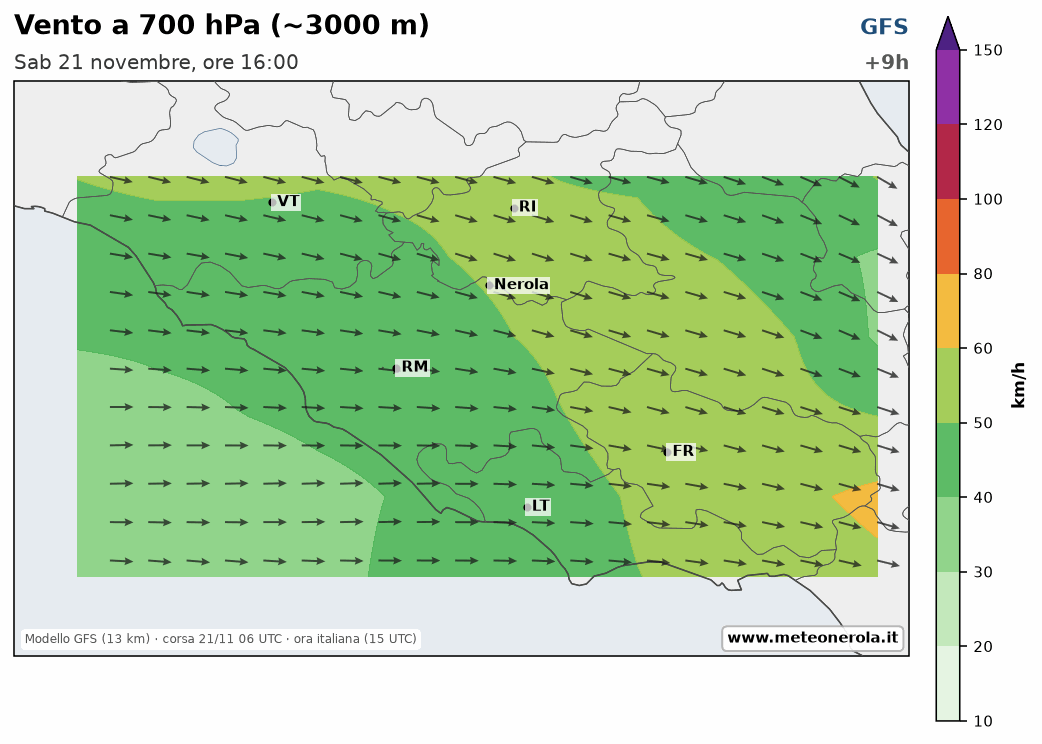 Vento a 700 hPa (~3000 m)
GFS
Sab 21 novembre, ore 16:00
+9h
150
120
100
80
60
50
40
30
20
10
km/h
VT
RI
Nerola
RM
FR
LT
Modello GFS (13 km) · corsa 21/11 06 UTC · ora italiana (15 UTC)
www.meteonerola.it